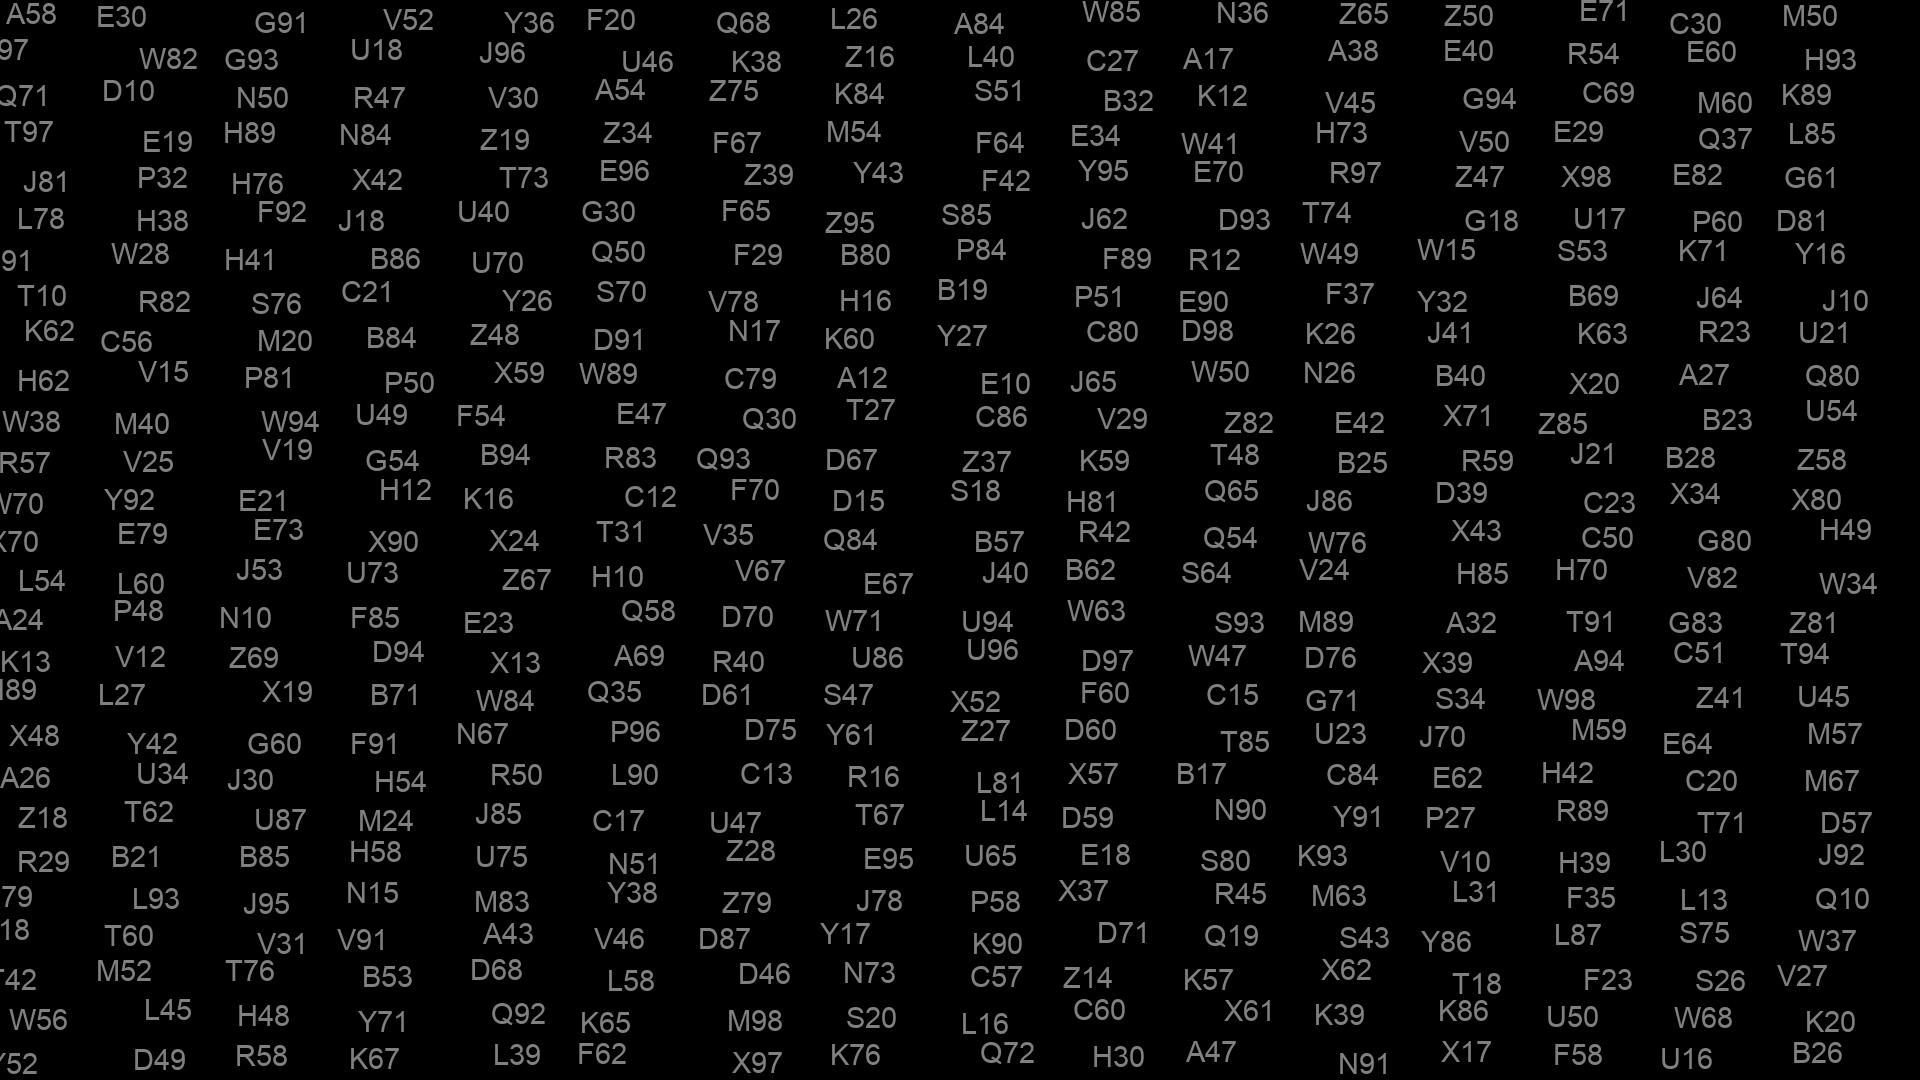 A58 E30 G91 V52 Y36 F20 Q68 L26 A84 W85 N36 Z65 Z50 E71 C30 M50
97 W82 G93 U18 J96 U46 K38 Z16 L40 C27 A17 A38 E40 R54 E60 H93
Q71 D10 N50 R47 V30 A54 Z75 K84 S51 B32 K12 V45 G94 C69 M60 K89
T97 E19 H89 N84 Z19 Z34 F67 M54 F64 E34 W41 H73 V50 E29 Q37 L85
J81 P32 H76 X42 T73 E96 Z39 Y43 F42 Y95 E70 R97 Z47 X98 E82 G61
L78 H38 F92 J18 U40 G30 F65 Z95 S85 J62 D93 T74 G18 U17 P60 D81
91 W28 H41 B86 U70 Q50 F29 B80 P84 F89 R12 W49 W15 S53 K71 Y16
T10 R82 S76 C21 Y26 S70 V78 H16 B19 P51 E90 F37 Y32 B69 J64 J10
K62 C56 M20 B84 Z48 D91 N17 K60 Y27 C80 D98 K26 J41 K63 R23 U21
H62 V15 P81 P50 X59 W89 C79 A12 E10 J65 W50 N26 B40 X20 A27 Q80
W38 M40 W94 U49 F54 E47 Q30 T27 C86 V29 Z82 E42 X71 Z85 B23 U54
R57 V25 V19 G54 B94 R83 Q93 D67 Z37 K59 T48 B25 R59 J21 B28 Z58
W70 Y92 E21 H12 K16 C12 F70 D15 S18 H81 Q65 J86 D39 C23 X34 X80
X70 E79 E73 X90 X24 T31 V35 Q84 B57 R42 Q54 W76 X43 C50 G80 H49
L54 L60 J53 U73 Z67 H10 V67 E67 J40 B62 S64 V24 H85 H70 V82 W34
A24 P48 N10 F85 E23 Q58 D70 W71 U94 W63 S93 M89 A32 T91 G83 Z81
K13 V12 Z69 D94 X13 A69 R40 U86 U96 D97 W47 D76 X39 A94 C51 T94
89 L27 X19 B71 W84 Q35 D61 S47 X52 F60 C15 G71 S34 W98 Z41 U45
X48 Y42 G60 F91 N67 P96 D75 Y61 Z27 D60 T85 U23 J70 M59 E64 M57
A26 U34 J30 H54 R50 L90 C13 R16 L81 X57 B17 C84 E62 H42 C20 M67
Z18 T62 U87 M24 J85 C17 U47 T67 L14 D59 N90 Y91 P27 R89 T71 D57
R29 B21 B85 H58 U75 N51 Z28 E95 U65 E18 S80 K93 V10 H39 L30 J92
79 L93 J95 N15 M83 Y38 Z79 J78 P58 X37 R45 M63 L31 F35 L13 Q10
18 T60 V31 V91 A43 V46 D87 Y17 K90 D71 Q19 S43 Y86 L87 S75 W37
T42 M52 T76 B53 D68 L58 D46 N73 C57 Z14 K57 X62 T18 F23 S26 V27
W56 L45 H48 Y71 Q92 K65 M98 S20 L16 C60 X61 K39 K86 U50 W68 K20
Y52 D49 R58 K67 L39 F62 X97 K76 Q72 H30 A47 N91 X17 F58 U16 B26